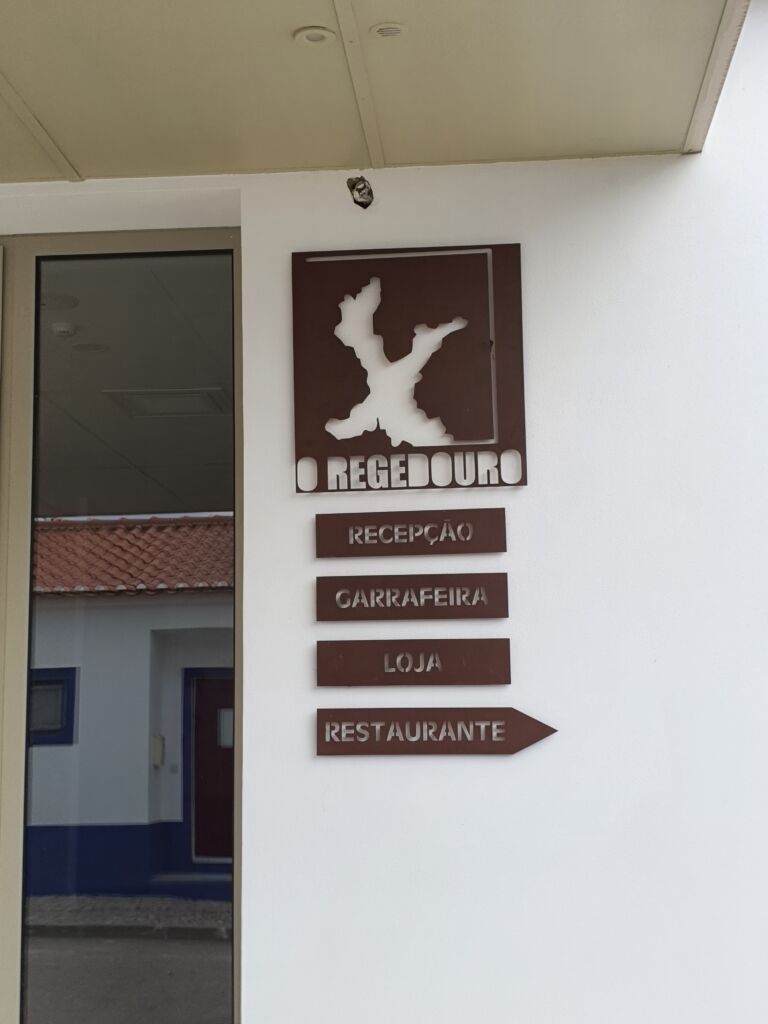 O REGEDOURO
RECEPÇÃO
GARRAFEIRA
LOJA
RESTAURANTE